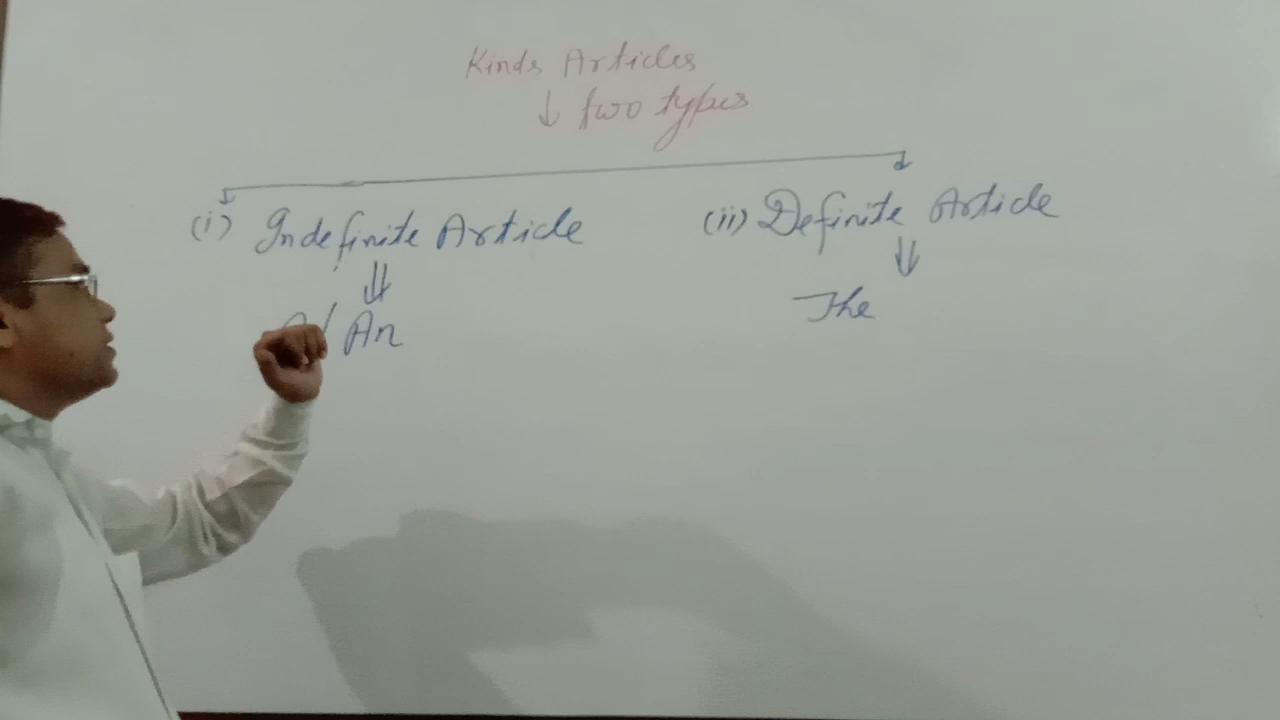 Kinds Articles
↓ two types
(i) Indefinite Article
(ii) Definite Article
A/ An
The